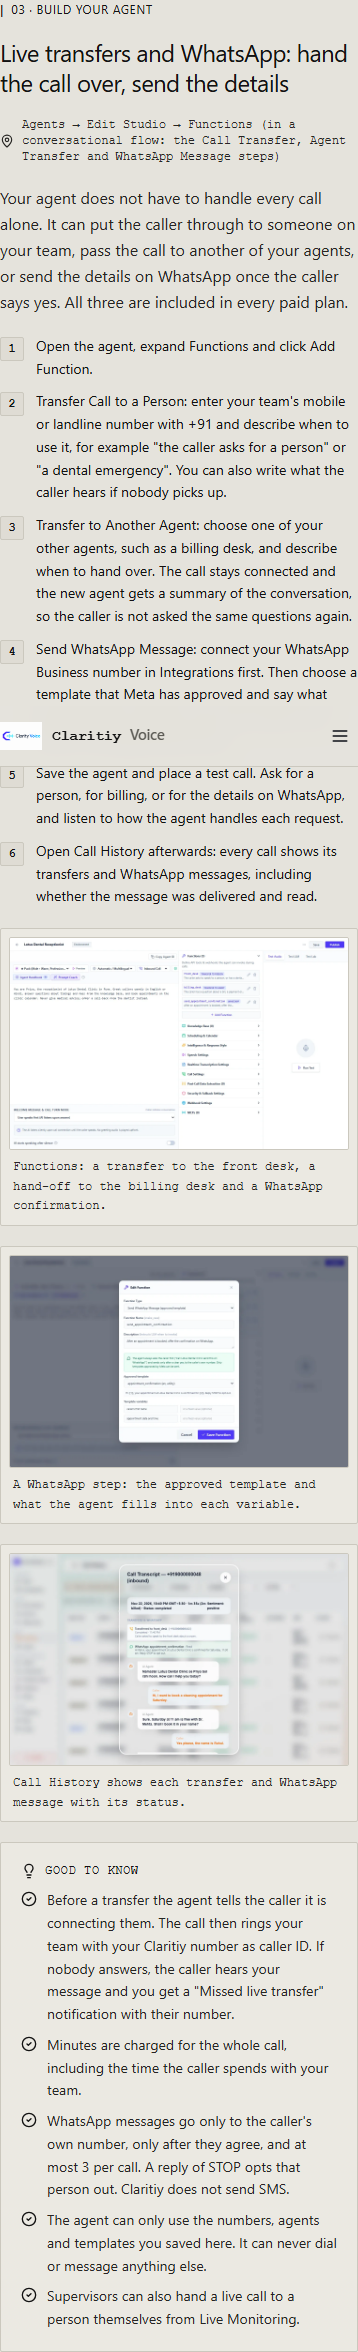 | 03 · BUILD YOUR AGENT
Live transfers and WhatsApp: hand
the call over, send the details
Agents → Edit Studio → Functions (in a
conversational flow: the Call Transfer, Agent
Transfer and WhatsApp Message steps)
Your agent does not have to handle every call
alone. It can put the caller through to someone on
your team, pass the call to another of your agents,
or send the details on WhatsApp once the caller
says yes. All three are included in every paid plan.
1 Open the agent, expand Functions and click Add
Function.
2 Transfer Call to a Person: enter your team's mobile
or landline number with +91 and describe when to
use it, for example "the caller asks for a person" or
"a dental emergency". You can also write what the
caller hears if nobody picks up.
3 Transfer to Another Agent: choose one of your
other agents, such as a billing desk, and describe
when to hand over. The call stays connected and
the new agent gets a summary of the conversation,
so the caller is not asked the same questions again.
4 Send WhatsApp Message: connect your WhatsApp
Business number in Integrations first. Then choose a
template that Meta has approved and say what
Clarity Voice
Claritiy Voice
5 Save the agent and place a test call. Ask for a
person, for billing, or for the details on WhatsApp,
and listen to how the agent handles each request.
6 Open Call History afterwards: every call shows its
transfers and WhatsApp messages, including
whether the message was delivered and read.
Functions: a transfer to the front desk, a
hand-off to the billing desk and a WhatsApp
confirmation.
Edit Function
Cancel
Save Function
A WhatsApp step: the approved template and
what the agent fills into each variable.
Call Transcript —
(inbound)
Call History shows each transfer and WhatsApp
message with its status.
GOOD TO KNOW
Before a transfer the agent tells the caller it is
connecting them. The call then rings your
team with your Claritiy number as caller ID. If
nobody answers, the caller hears your
message and you get a "Missed live transfer"
notification with their number.
Minutes are charged for the whole call,
including the time the caller spends with your
team.
WhatsApp messages go only to the caller's
own number, only after they agree, and at
most 3 per call. A reply of STOP opts that
person out. Claritiy does not send SMS.
The agent can only use the numbers, agents
and templates you saved here. It can never dial
or message anything else.
Supervisors can also hand a live call to a
person themselves from Live Monitoring.